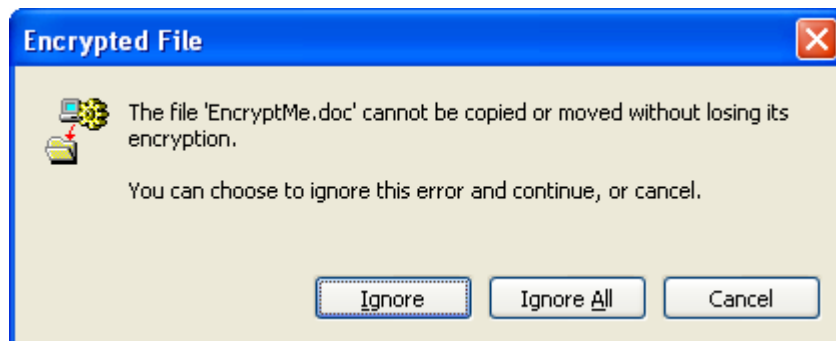 Encrypted File
The file 'EncryptMe.doc' cannot be copied or moved without losing its
encryption.
You can choose to ignore this error and continue, or cancel.
Ignore
Ignore All
Cancel